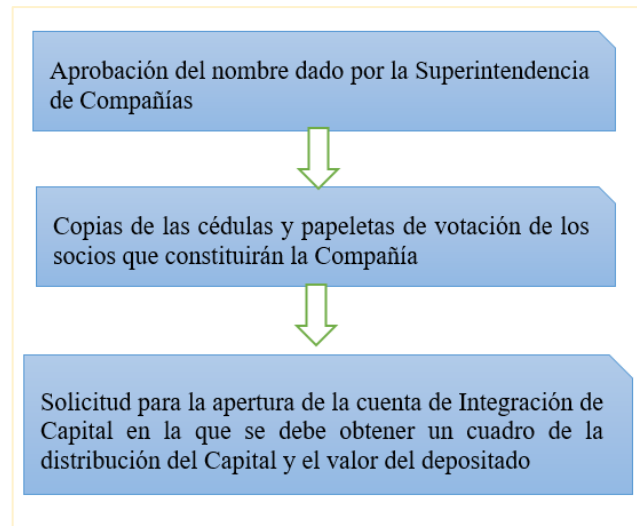 Aprobación del nombre dado por la Superintendencia
de Compañías
Copias de las cédulas y papeletas de votación de los
socios que constituirán la Compañía
Solicitud para la apertura de la cuenta de Integración de
Capital en la que se debe obtener un cuadro de la
distribución del Capital y el valor del depositado